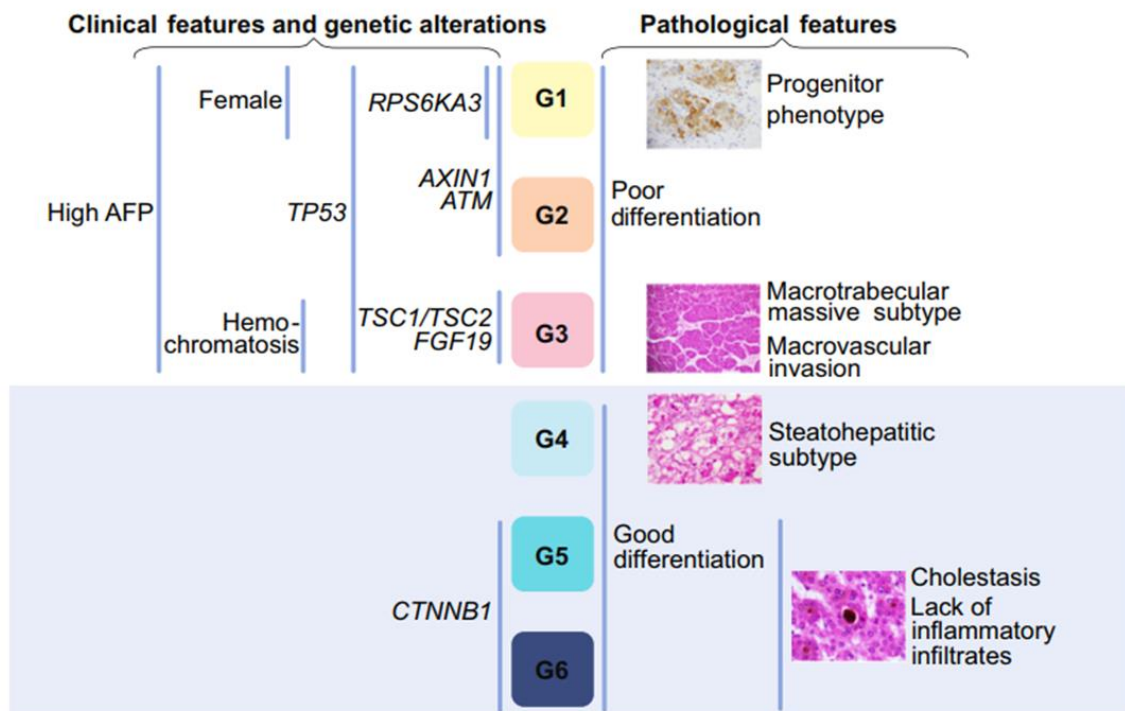 Clinical features and genetic alterations
Pathological features
Female
RPS6KA3
G1
Progenitor
phenotype
High AFP
TP53
AXIN1
ATM
G2
Poor
differentiation
Hemo-
chromatosis
TSC1/TSC2
FGF19
G3
Macrotrabecular
massive subtype
Macrovascular
invasion
G4
Steatohepatitic
subtype
CTNNB1
G5
Good
differentiation
G6
Cholestasis
Lack of
inflammatory
infiltrates